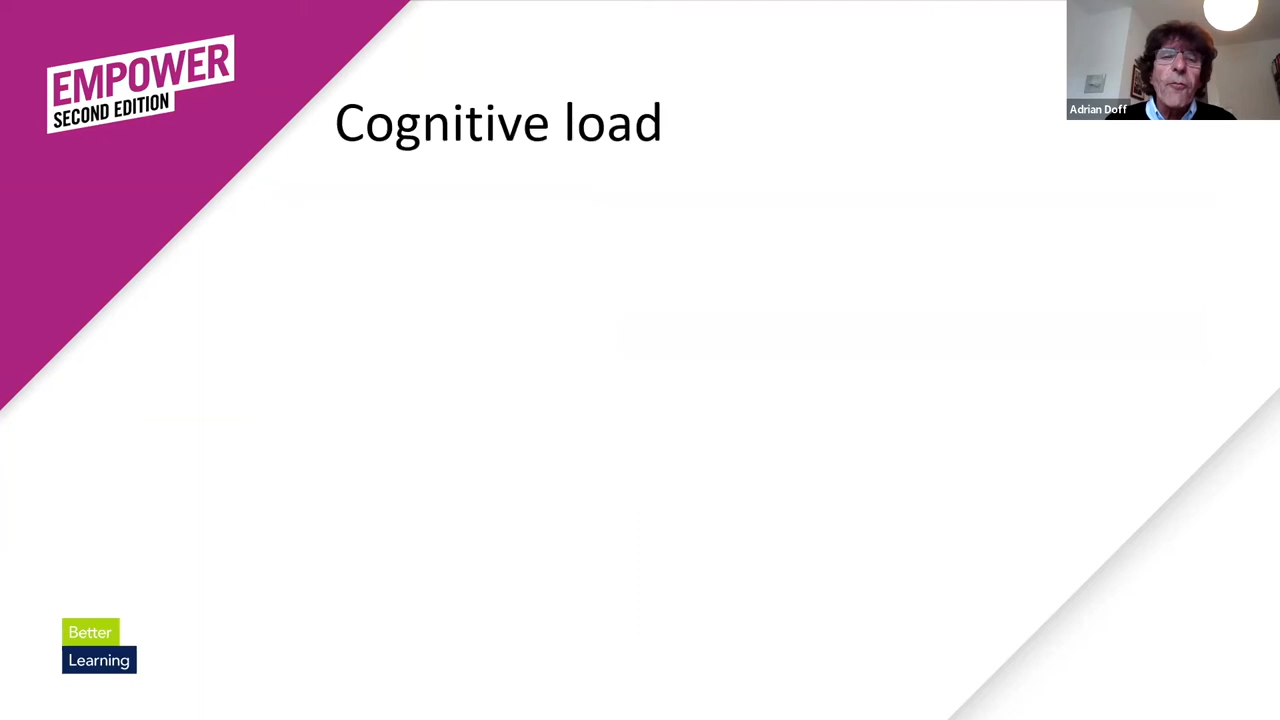 EMPOWER
SECOND EDITION
Cognitive load
Adrian Doff
Better
Learning